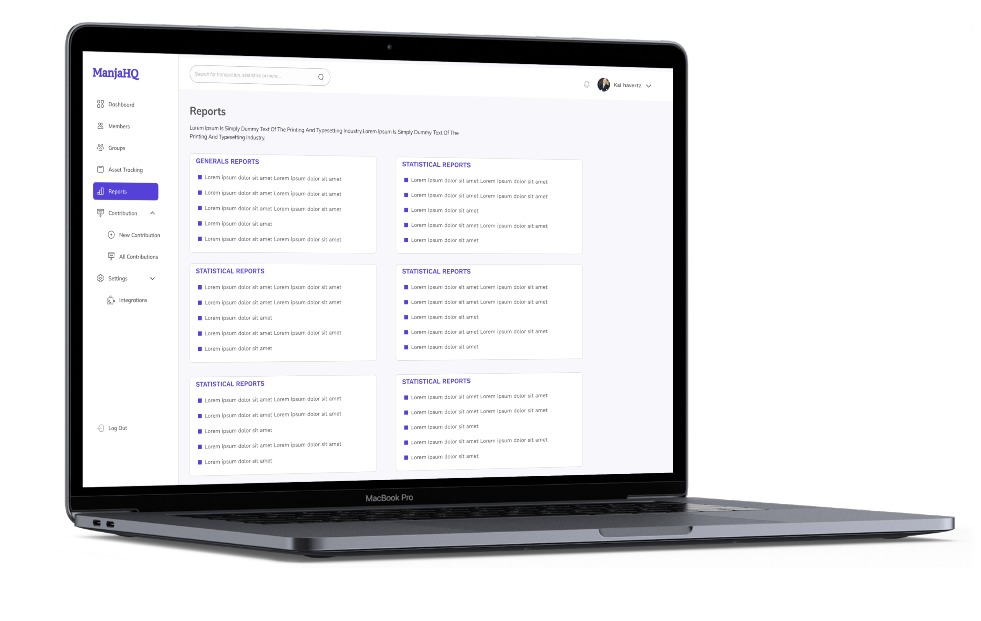 ManjaHQ
Search for transaction, statistics or more...
Kai havertz
Dashboard
Members
Groups
Asset Tracking
Reports
Contribution
New Contribution
All Contributions
Settings
Integrations
Log Out
Reports
Lorem Ipsum Is Simply Dummy Text Of The Printing And Typesetting Industry.Lorem Ipsum Is Simply Dummy Text Of The
Printing And Typesetting Industry.
GENERALS REPORTS
Lorem ipsum dolor sit amet Lorem ipsum dolor sit amet
Lorem ipsum dolor sit amet Lorem ipsum dolor sit amet
Lorem ipsum dolor sit amet Lorem ipsum dolor sit amet
Lorem ipsum dolor sit amet
Lorem ipsum dolor sit amet Lorem ipsum dolor sit amet
STATISTICAL REPORTS
Lorem ipsum dolor sit amet Lorem ipsum dolor sit amet
Lorem ipsum dolor sit amet Lorem ipsum dolor sit amet
Lorem ipsum dolor sit amet
Lorem ipsum dolor sit amet Lorem ipsum dolor sit amet
Lorem ipsum dolor sit amet
STATISTICAL REPORTS
Lorem ipsum dolor sit amet Lorem ipsum dolor sit amet
Lorem ipsum dolor sit amet Lorem ipsum dolor sit amet
Lorem ipsum dolor sit amet
Lorem ipsum dolor sit amet Lorem ipsum dolor sit amet
Lorem ipsum dolor sit amet
STATISTICAL REPORTS
Lorem ipsum dolor sit amet Lorem ipsum dolor sit amet
Lorem ipsum dolor sit amet Lorem ipsum dolor sit amet
Lorem ipsum dolor sit amet
Lorem ipsum dolor sit amet Lorem ipsum dolor sit amet
Lorem ipsum dolor sit amet
STATISTICAL REPORTS
Lorem ipsum dolor sit amet Lorem ipsum dolor sit amet
Lorem ipsum dolor sit amet Lorem ipsum dolor sit amet
Lorem ipsum dolor sit amet
Lorem ipsum dolor sit amet Lorem ipsum dolor sit amet
Lorem ipsum dolor sit amet
STATISTICAL REPORTS
Lorem ipsum dolor sit amet Lorem ipsum dolor sit amet
Lorem ipsum dolor sit amet Lorem ipsum dolor sit amet
Lorem ipsum dolor sit amet
Lorem ipsum dolor sit amet Lorem ipsum dolor sit amet
Lorem ipsum dolor sit amet
MacBook Pro